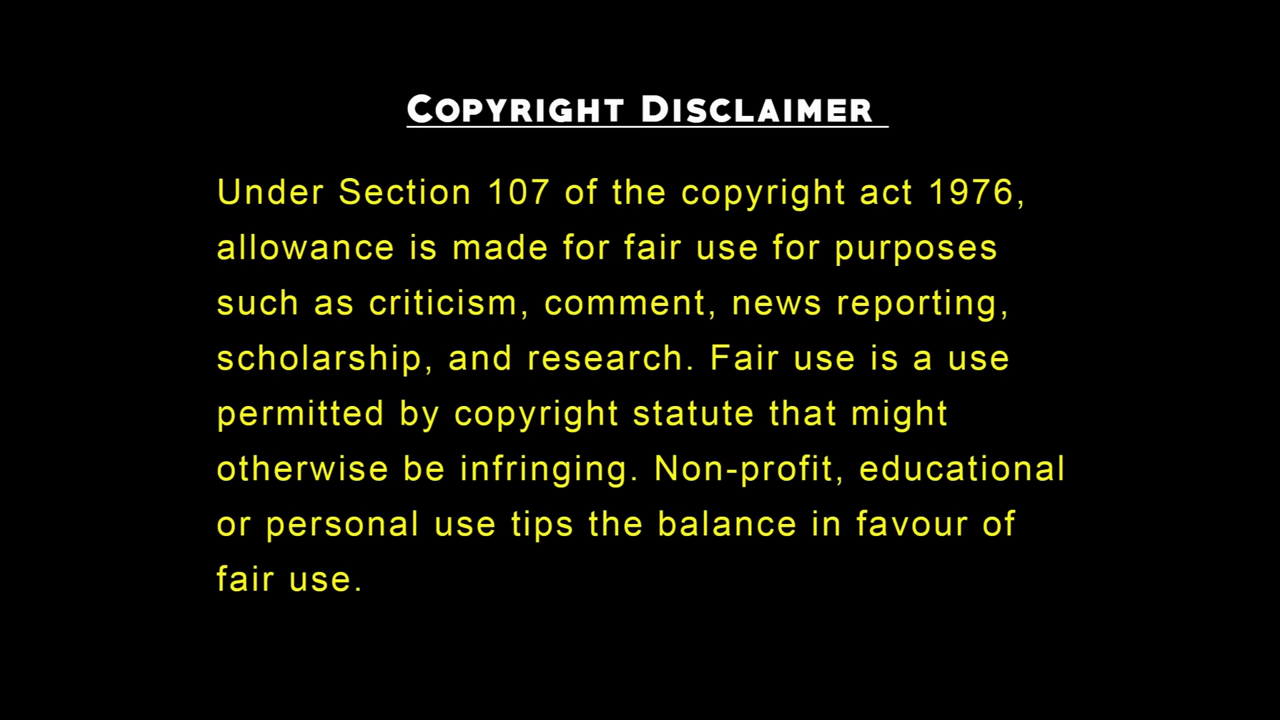 Copyright Disclaimer
Under Section 107 of the copyright act 1976,
allowance is made for fair use for purposes
such as criticism, comment, news reporting,
scholarship, and research. Fair use is a use
permitted by copyright statute that might
otherwise be infringing. Non-profit, educational
or personal use tips the balance in favour of
fair use.